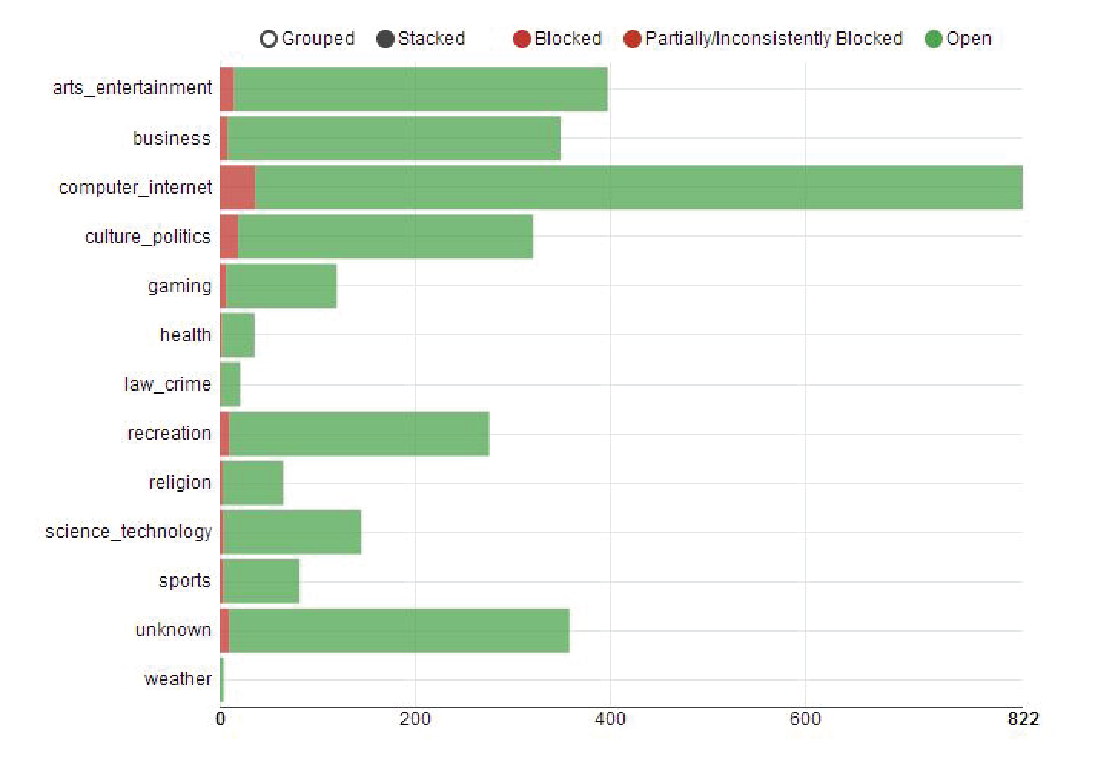 Grouped Stacked Blocked Partially/Inconsistently Blocked Open
arts_entertainment
business
computer_internet
culture_politics
gaming
health
law_crime
recreation
religion
science_technology
sports
unknown
weather
0 200 400 600 822